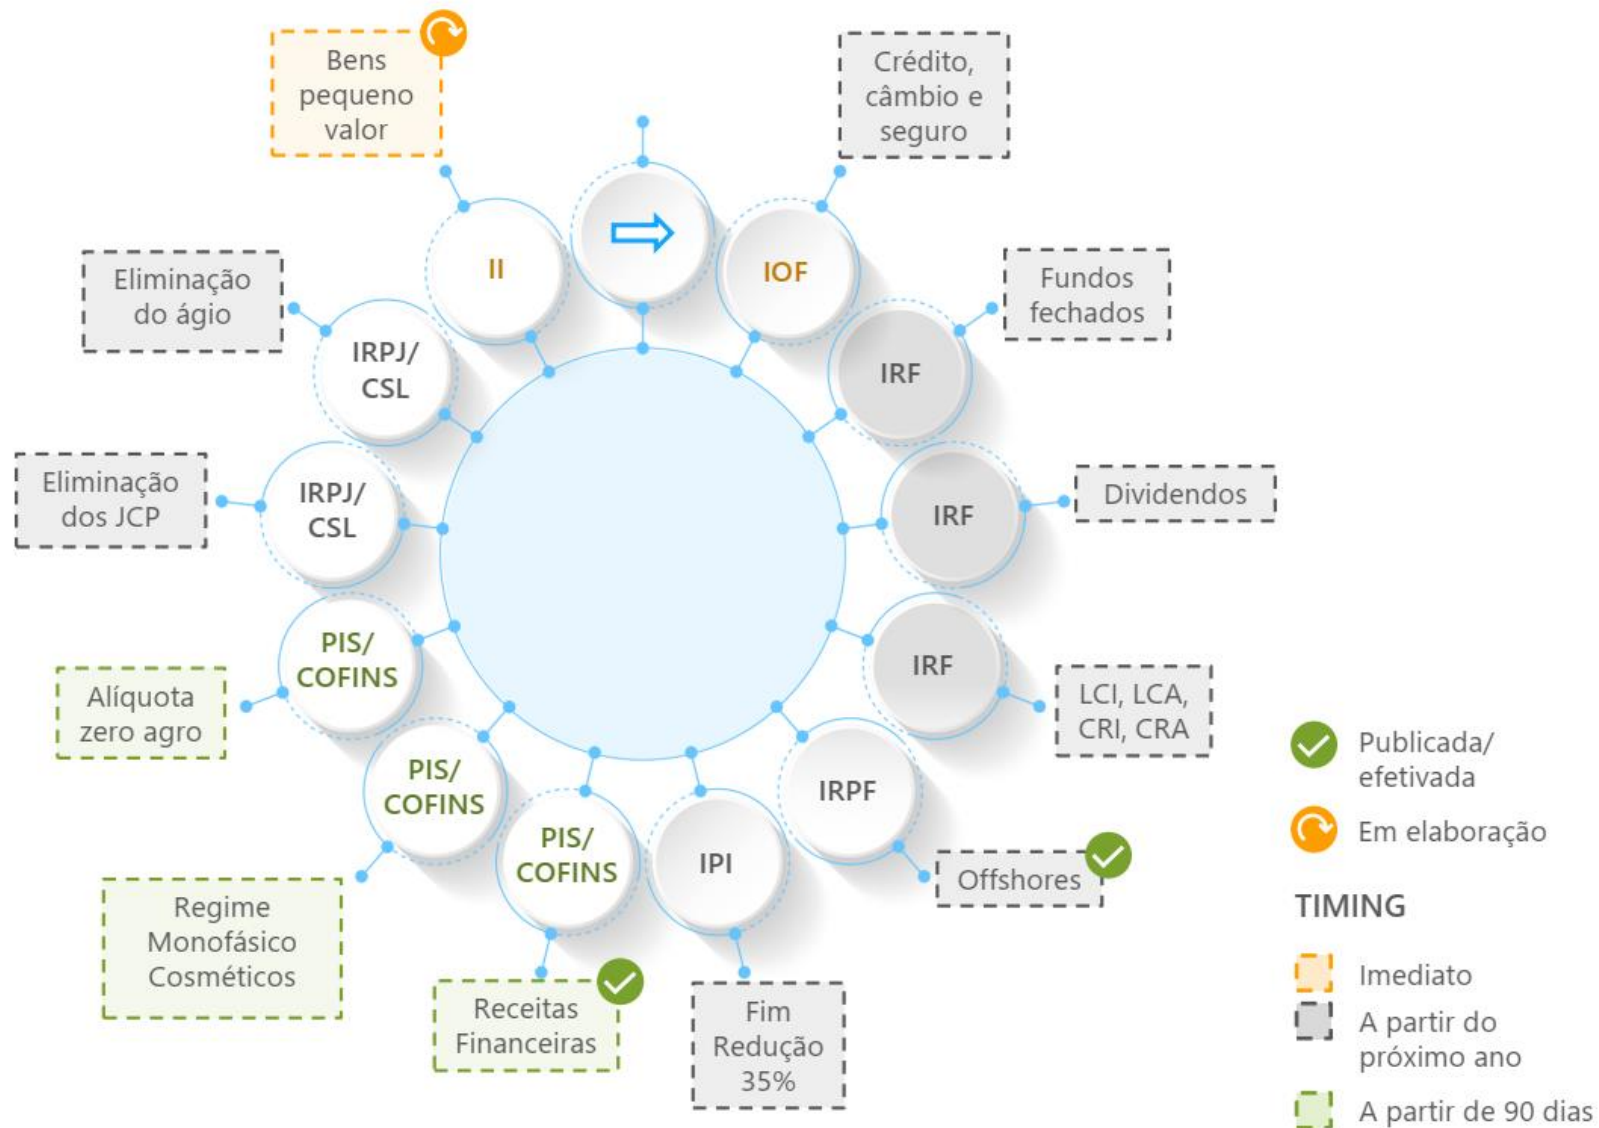 Bens
pequeno
valor
Crédito,
câmbio e
seguro
II
IOF
Eliminação
do ágio
Fundos
fechados
IRPJ/
CSL
IRF
Eliminação
dos JCP
IRPJ/
CSL
IRF
Dividendos
Alíquota
zero agro
PIS/
COFINS
IRF
LCI, LCA,
CRI, CRA
Regime
Monofásico
Cosméticos
PIS/
COFINS
IRPF
Offshores
PIS/
COFINS
IPI
Receitas
Financeiras
Fim
Redução
35%
Publicada/
efetivada
Em elaboração
TIMING
Imediato
A partir do
próximo ano
A partir de 90 dias